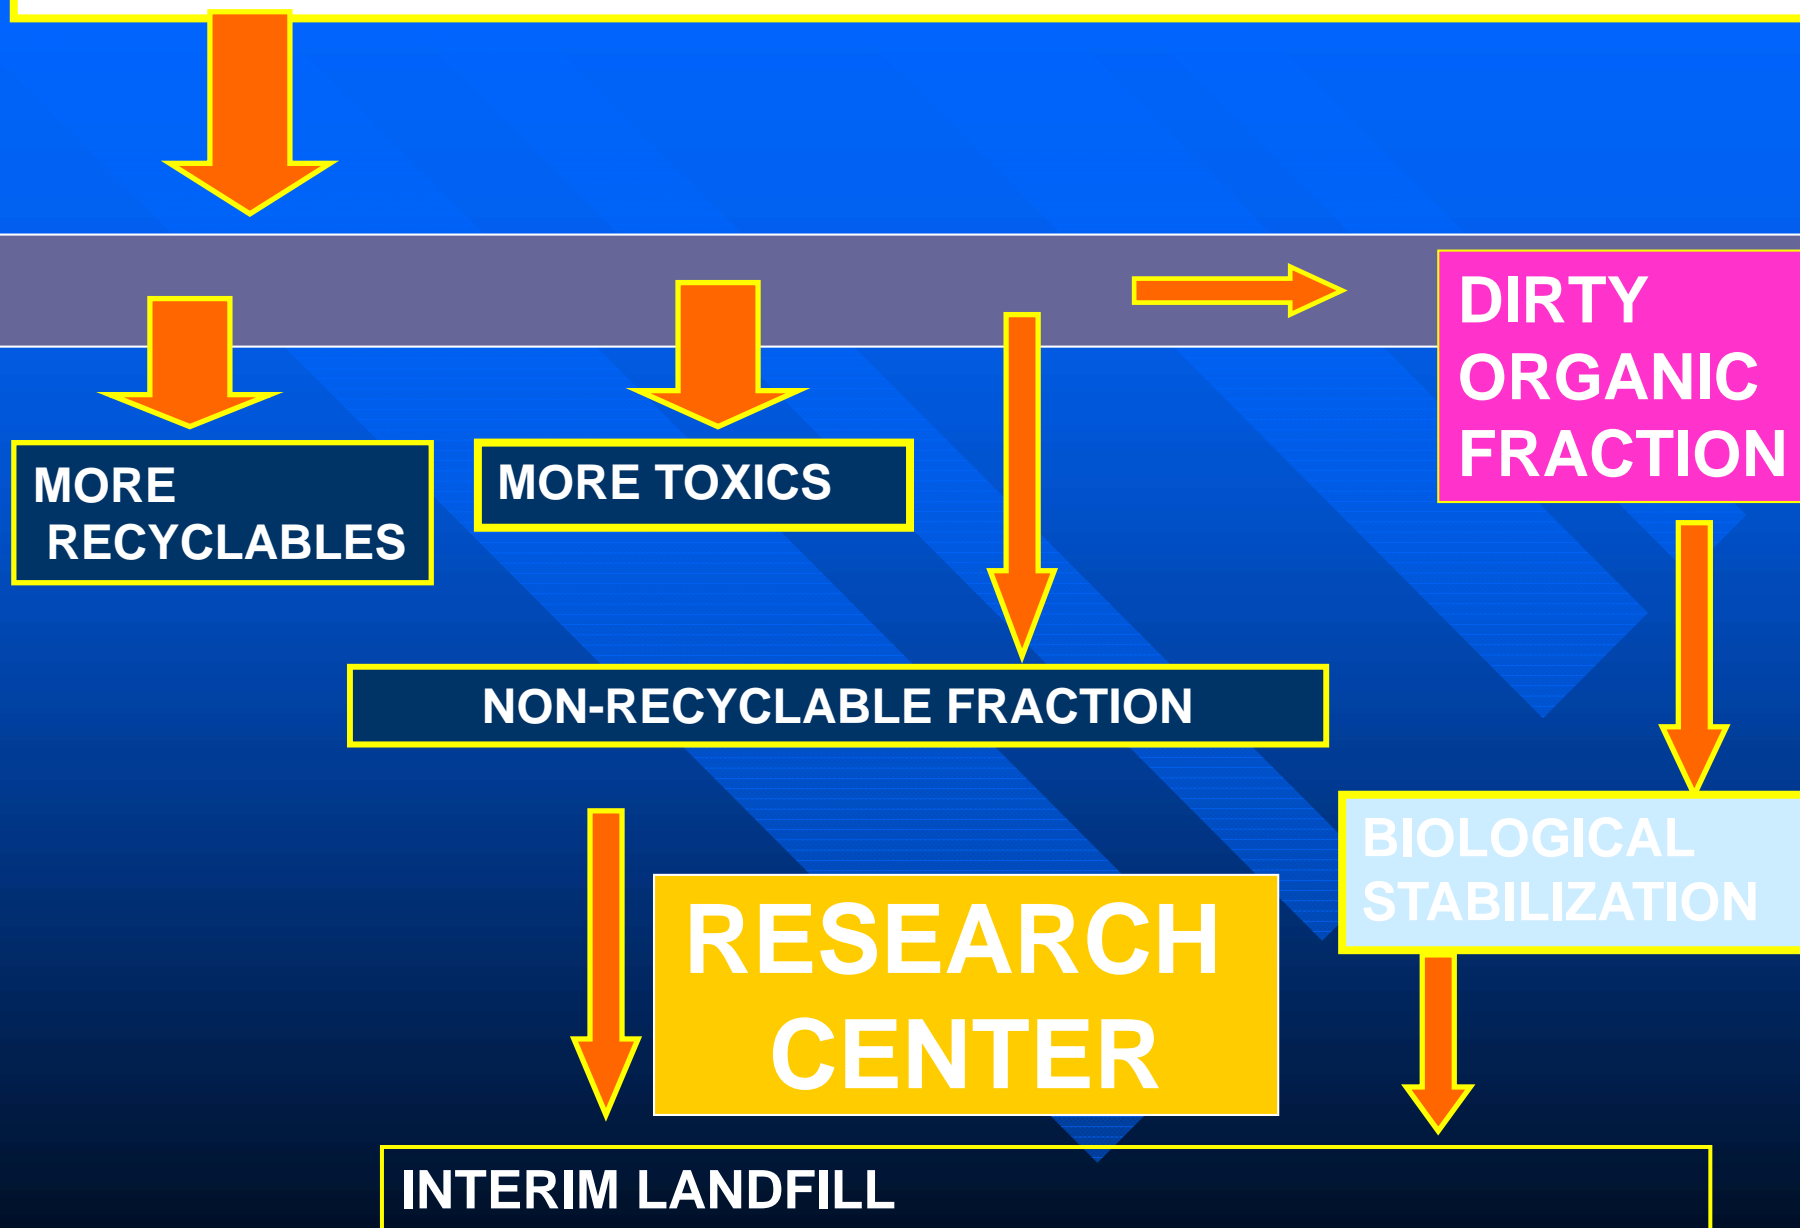 DIRTY
ORGANIC
FRACTION
MORE
RECYCLABLES
MORE TOXICS
NON-RECYCLABLE FRACTION
BIOLOGICAL
STABILIZATION
RESEARCH
CENTER
INTERIM LANDFILL